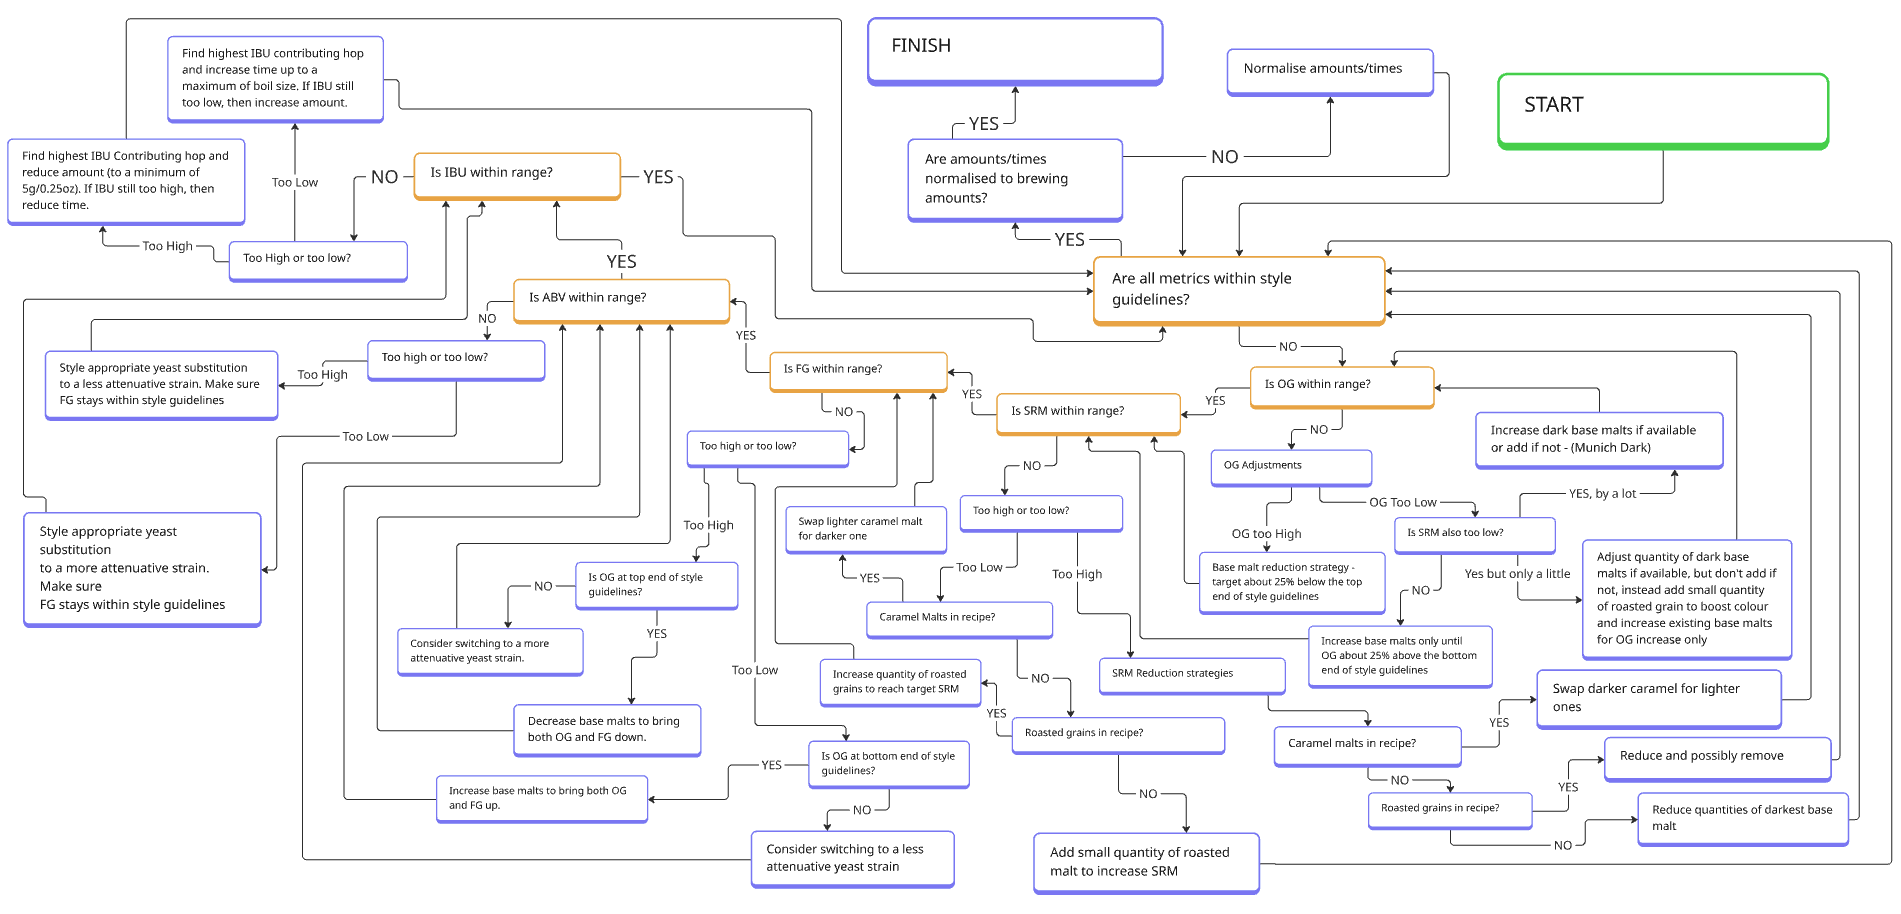 FINISH
Normalise amounts/times
START
Find highest IBU contributing hop
and increase time up to a
maximum of boil size. If IBU still
too low, then increase amount.
YES
Are amounts/times
normalised to brewing
amounts?
NO
Find highest IBU Contributing hop and
reduce amount (to a minimum of
5g/0.25oz). If IBU still too high, then
reduce time.
Too Low
NO
Is IBU within range?
YES
Too High
Too High or too low?
YES
YES
Are all metrics within style
guidelines?
Is ABV within range?
NO
YES
NO
Too high or too low?
Too High
Style appropriate yeast substitution
to a less attenuative strain. Make sure
FG stays within style guidelines
Is FG within range?
Is OG within range?
YES
YES
Is SRM within range?
NO
Too Low
NO
Increase dark base malts if available
or add if not - (Munich Dark)
Too high or too low?
NO
OG Adjustments
YES, by a lot
OG Too Low
Too high or too low?
Style appropriate yeast
substitution
to a more attenuative strain.
Make sure
FG stays within style guidelines
Too High
Swap lighter caramel malt
for darker one
OG too High
Is SRM also too low?
Adjust quantity of dark base
malts if available, but don't add if
not, instead add small quantity
of roasted grain to boost colour
and increase existing base malts
for OG increase only
Too Low
Too High
Base malt reduction strategy -
target about 25% below the top
end of style guidelines
Yes but only a little
NO
Is OG at top end of style
guidelines?
YES
NO
Caramel Malts in recipe?
YES
Consider switching to a more
attenuative yeast strain.
Increase base malts only until
OG about 25% above the bottom
end of style guidelines
Too Low
Increase quantity of roasted
grains to reach target SRM
NO
SRM Reduction strategies
Swap darker caramel for lighter
ones
YES
YES
Decrease base malts to bring
both OG and FG down.
Roasted grains in recipe?
Caramel malts in recipe?
Is OG at bottom end of style
guidelines?
YES
Reduce and possibly remove
NO
YES
Increase base malts to bring both OG
and FG up.
NO
NO
Roasted grains in recipe?
Reduce quantities of darkest base
malt
NO
Consider switching to a less
attenuative yeast strain
Add small quantity of roasted
malt to increase SRM